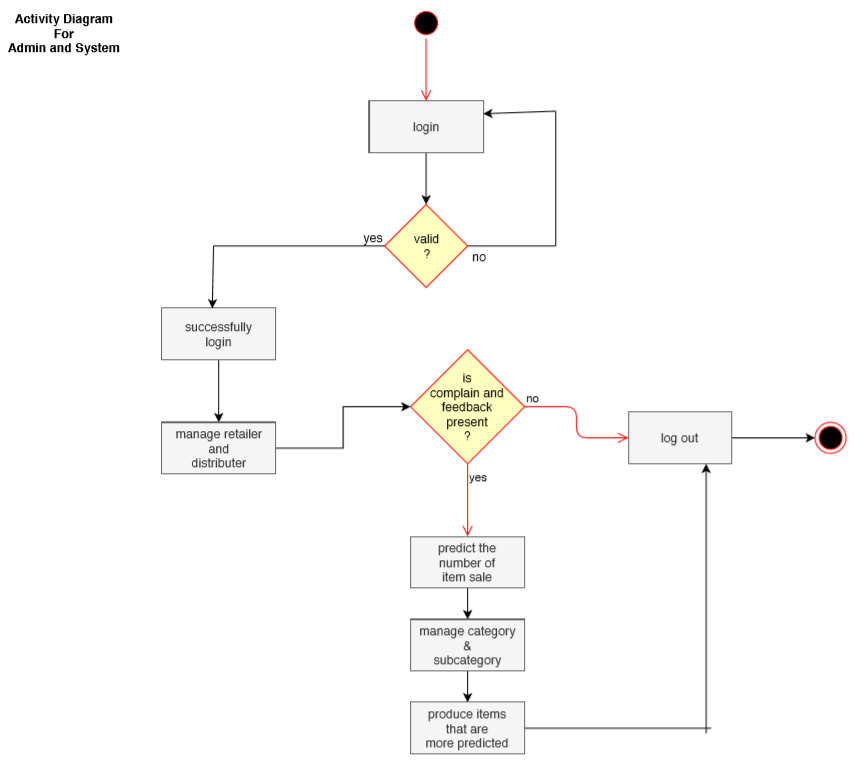 Activity Diagram
For
Admin and System
login
valid
?
yes
no
successfully
login
manage retailer
and
distributer
is
complain and
feedback
present
?
no
log out
yes
predict the
number of
item sale
manage category
&
subcategory
produce items
that are
more predicted